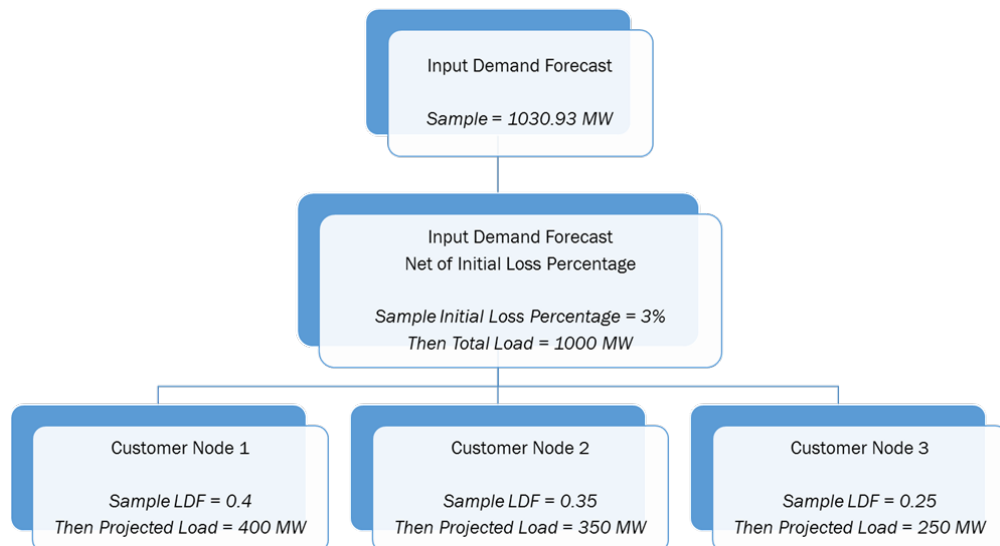 Input Demand Forecast
Sample = 1030.93 MW
Input Demand Forecast
Net of Initial Loss Percentage
Sample Initial Loss Percentage = 3%
Then Total Load = 1000 MW
Customer Node 1
Sample LDF = 0.4
Then Projected Load = 400 MW
Customer Node 2
Sample LDF = 0.35
Then Projected Load = 350 MW
Customer Node 3
Sample LDF = 0.25
Then Projected Load = 250 MW